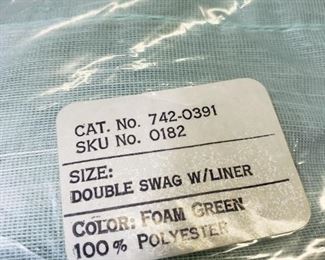 CAT. No. 742-0391
SKU No. 0182
SIZE:
DOUBLE SWAG W/LINER
COLOR: FOAM GREEN
100% POLYESTER